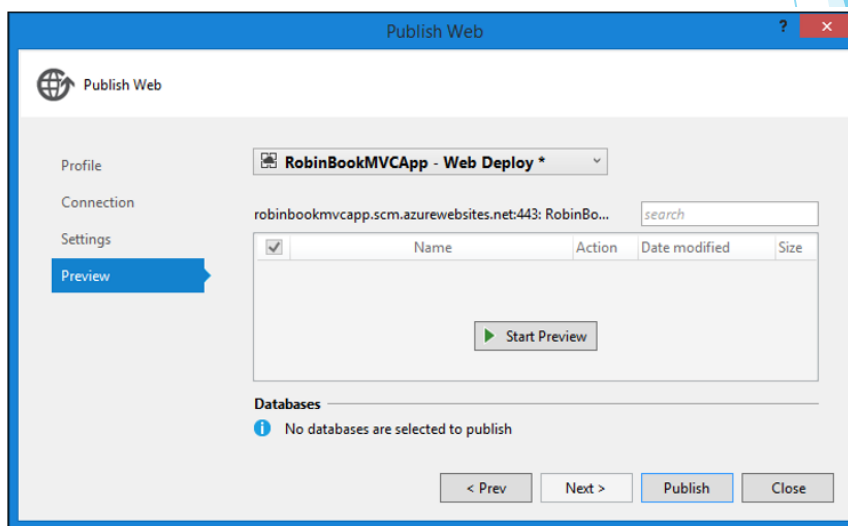 Publish Web
?
Publish Web
Profile
Connection
Settings
Preview
RobinBookMVCApp - Web Deploy *
robinbookmvcapp.scm.azurewebsites.net:443: RobinBo...
search
Name Action Date modified Size
Start Preview
Databases
No databases are selected to publish
< Prev
Next >
Publish
Close